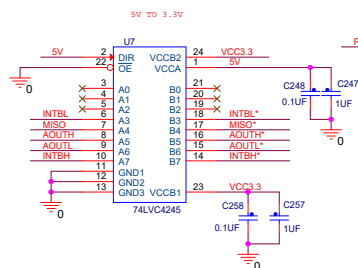 5V TO 3.3V
U7
5V 2 DIR VCCB2 24 VCC3.3
22 OE VCCA 1 5V
0
3 A0 B0 21
4 A1 B1 20
5 A2 B2 19
INTBL 6 A3 B3 18 INTBL*
MISO 7 A4 B4 17 MISO*
AOUTH 8 A5 B5 16 AOUTH*
AOUTL 9 A6 B6 15 AOUTL*
INTBH 10 A7 B7 14 INTBH*
C248 C247
0.1UF 1UF
0
11 GND1
12 GND2
13 GND3 VCCB1 23 VCC3.3
0
74LVC4245
C258 C257
0.1UF 1UF
0